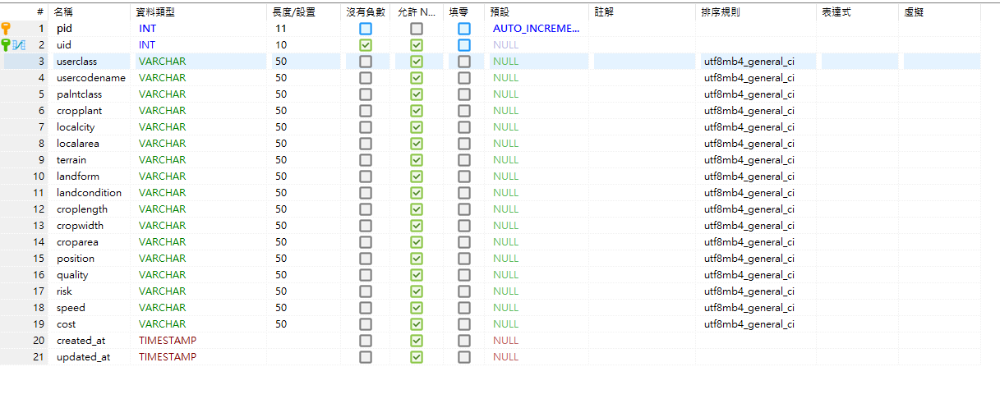 # 名稱 資料類型 長度/設置 沒有負數 允許 N... 填零 預設 註解 排序規則 表達式 虛擬
1 pid INT 11 AUTO_INCREME...
2 uid INT 10 NULL
3 userclass VARCHAR 50 NULL utf8mb4_general_ci
4 usercodename VARCHAR 50 NULL utf8mb4_general_ci
5 palntclass VARCHAR 50 NULL utf8mb4_general_ci
6 cropplant VARCHAR 50 NULL utf8mb4_general_ci
7 localcity VARCHAR 50 NULL utf8mb4_general_ci
8 localarea VARCHAR 50 NULL utf8mb4_general_ci
9 terrain VARCHAR 50 NULL utf8mb4_general_ci
10 landform VARCHAR 50 NULL utf8mb4_general_ci
11 landcondition VARCHAR 50 NULL utf8mb4_general_ci
12 croplength VARCHAR 50 NULL utf8mb4_general_ci
13 cropwidth VARCHAR 50 NULL utf8mb4_general_ci
14 croparea VARCHAR 50 NULL utf8mb4_general_ci
15 position VARCHAR 50 NULL utf8mb4_general_ci
16 quality VARCHAR 50 NULL utf8mb4_general_ci
17 risk VARCHAR 50 NULL utf8mb4_general_ci
18 speed VARCHAR 50 NULL utf8mb4_general_ci
19 cost VARCHAR 50 NULL utf8mb4_general_ci
20 created_at TIMESTAMP NULL
21 updated_at TIMESTAMP NULL